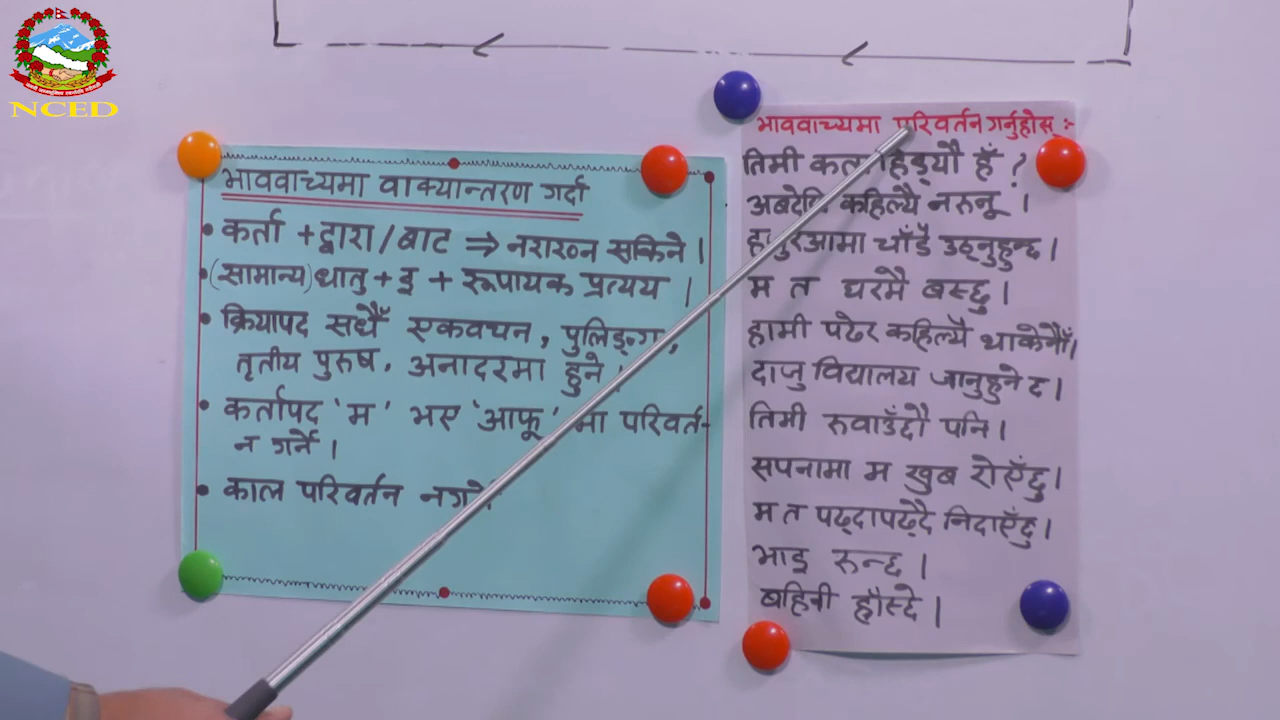 NCED
भाववाच्यमा वाक्यान्तरण गर्दा
• कर्ता + द्वारा / बाट ⇒ नराख्न सकिने ।
• (सामान्य) धातु + इ + रूपायक प्रत्यय ।
• क्रियापद सधैँ एकवचन, पुलिङ्ग,
तृतीय पुरुष, अनादरमा हुने ।
• कर्तापद 'म' भए 'आफू' मा परिवर्त-
न गर्ने ।
• काल परिवर्तन नगर्ने
भाववाच्यमा परिवर्तन गर्नुहोस् :-
तिमी हिड्यौ हँ ?
कहिल्यै नरुनू ।
हजुरआमा चाँडै उठ्नुहुन्छ ।
म त घरमै बस्छु ।
हामी पढेर कहिल्यै थाकेनौँ ।
दाजु विद्यालय जानुहुने छ ।
तिमी रुवाउँदौ पनि ।
सपनामा म खुब रोएँछु ।
म त पढ्दापढ्दै निदाएँछु ।
भाइ रुन्छ ।
बहिनी हाँस्दै ।